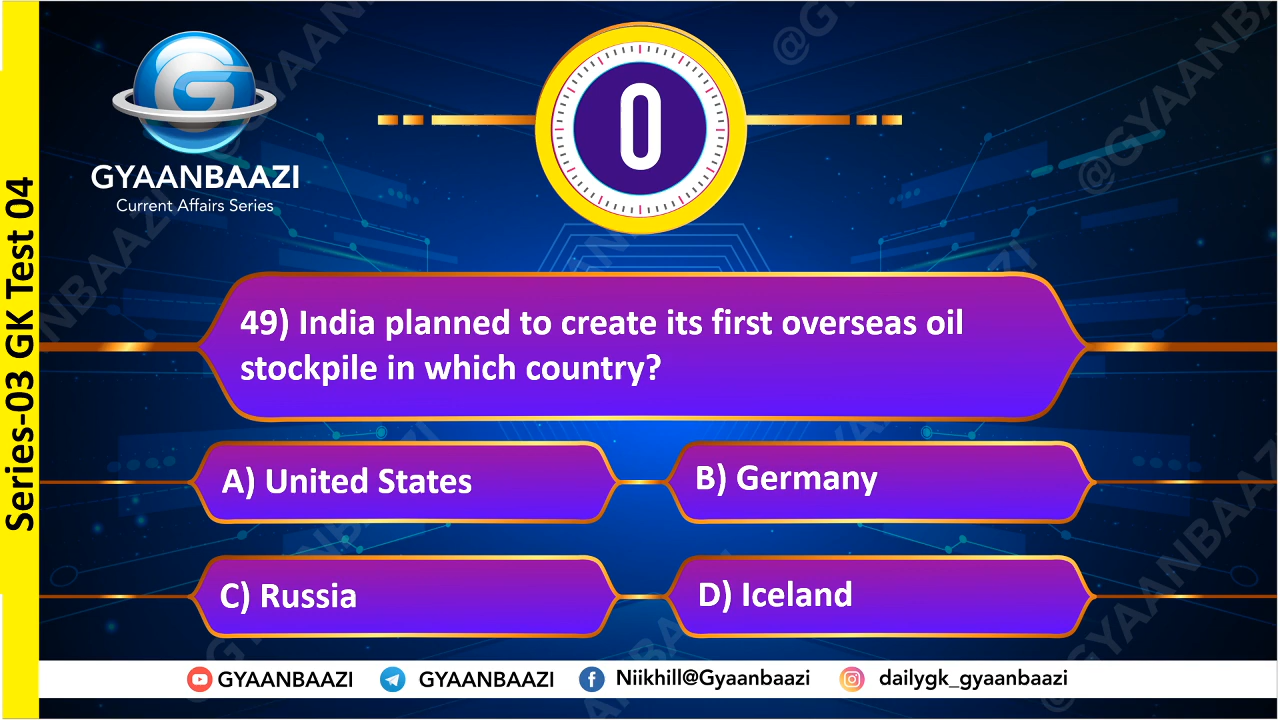 Series-03 GK Test 04
GYAANBAAZI
Current Affairs Series
0
49) India planned to create its first overseas oil
stockpile in which country?
A) United States
B) Germany
C) Russia
D) Iceland
GYAANBAAZI
GYAANBAAZI
Niikhill@Gyaanbaazi
dailygk_gyaanbaazi
@GYAANBAAZI